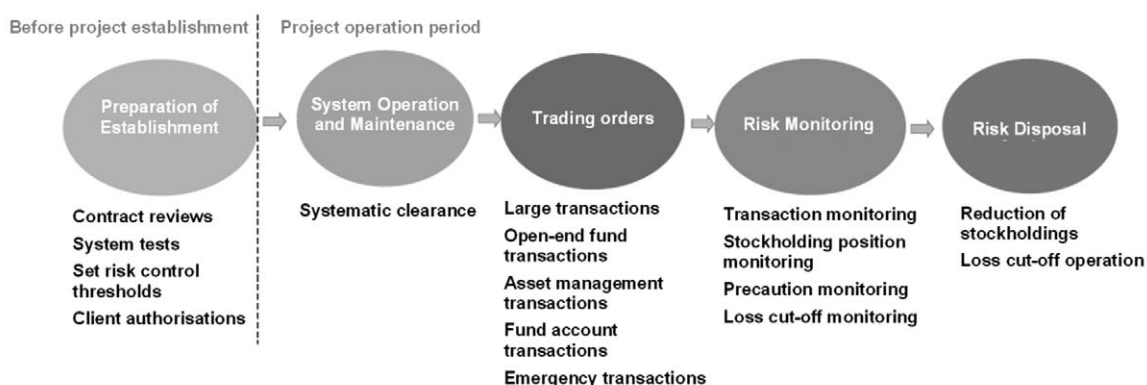 Before project establishment
Project operation period
Preparation of
Establishment
System Operation
and Maintenance
Trading orders
Risk Monitoring
Risk Disposal
Contract reviews
System tests
Set risk control
thresholds
Client authorisations
Systematic clearance
Large transactions
Open-end fund
transactions
Asset management
transactions
Fund account
transactions
Emergency transactions
Transaction monitoring
Stockholding position
monitoring
Precaution monitoring
Loss cut-off monitoring
Reduction of
stockholdings
Loss cut-off operation